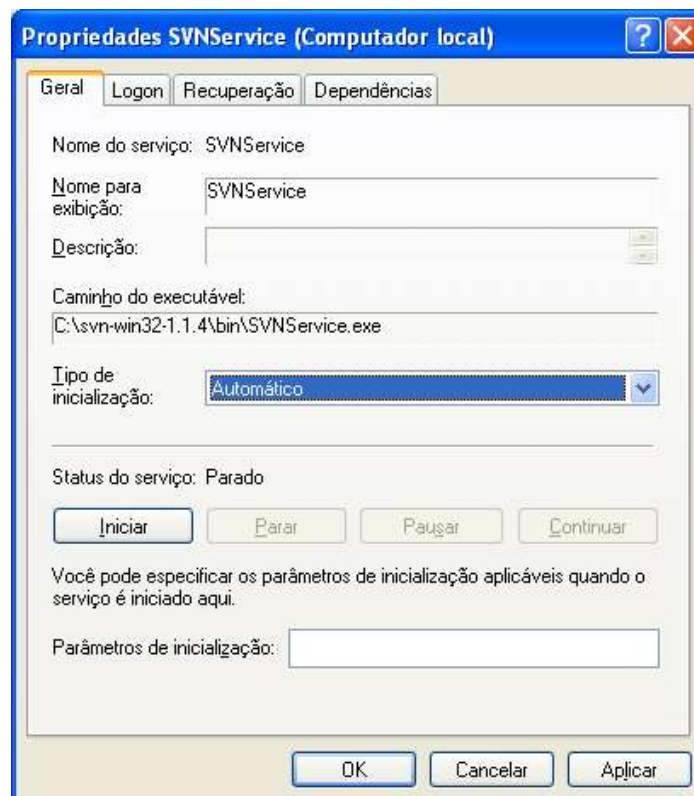 Propriedades SVNService (Computador local)
Geral Logon Recuperação Dependências
Nome do serviço: SVNService
Nome para exibição: SVNService
Descrição:
Caminho do executável:
C:\svn-win32-1.1.4\bin\SVNService.exe
Tipo de inicialização: Automático
Status do serviço: Parado
Iniciar Parar Pausar Continuar
Você pode especificar os parâmetros de inicialização aplicáveis quando o
serviço é iniciado aqui.
Parâmetros de inicialização:
OK Cancelar Aplicar